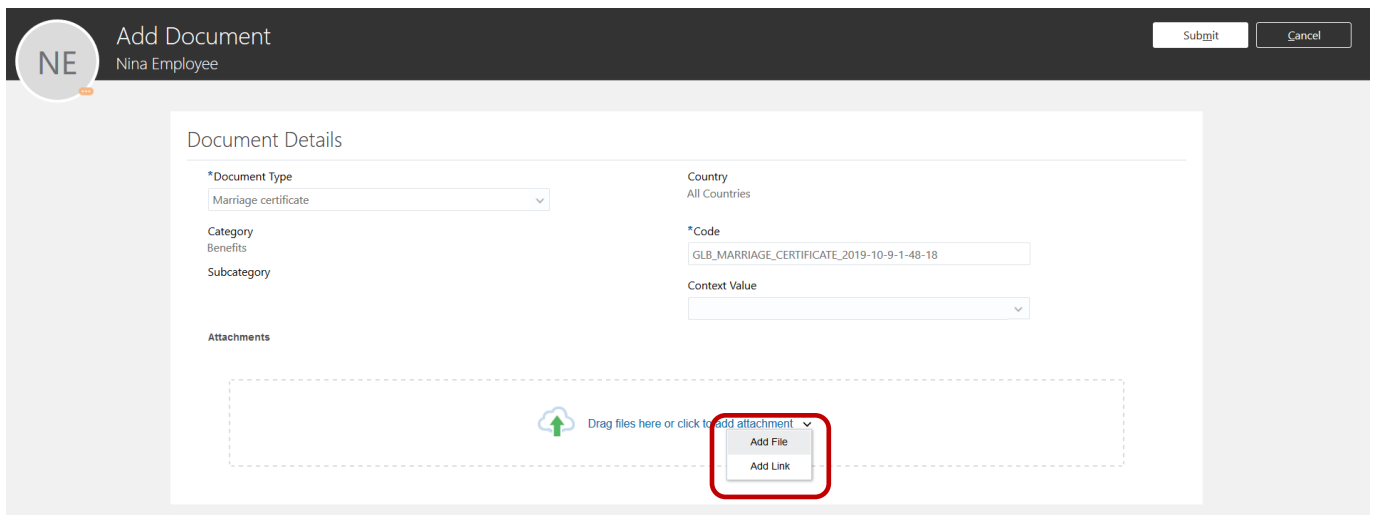 NE
Add Document
Nina Employee
Submit
Cancel
Document Details
*Document Type
Marriage certificate
Country
All Countries
Category
Benefits
*Code
GLB_MARRIAGE_CERTIFICATE_2019-10-9-1-48-18
Subcategory
Context Value
Attachments
Drag files here or click to add attachment
Add File
Add Link